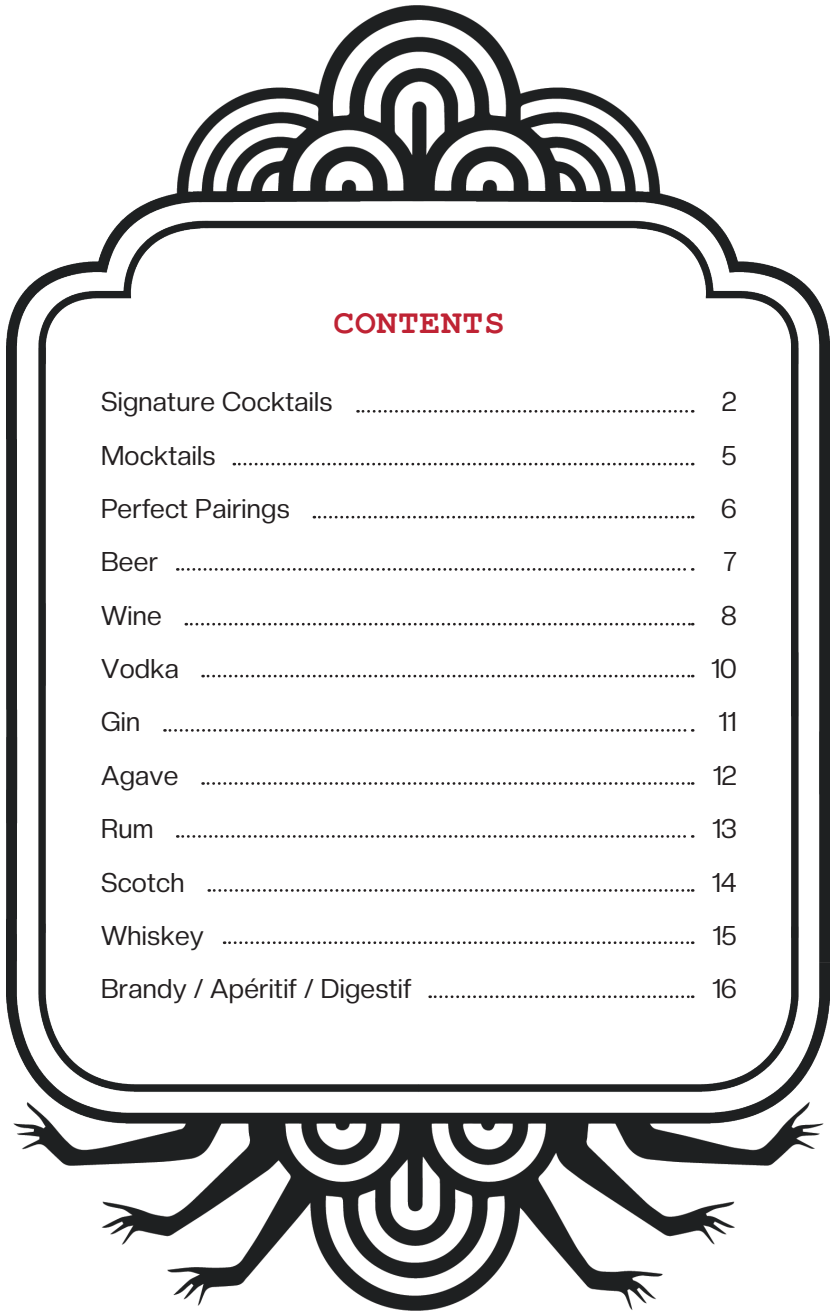 CONTENTS
Signature Cocktails ........ 2
Mocktails ........ 5
Perfect Pairings ........ 6
Beer ........ 7
Wine ........ 8
Vodka ........ 10
Gin ........ 11
Agave ........ 12
Rum ........ 13
Scotch ........ 14
Whiskey ........ 15
Brandy / Apéritif / Digestif ........ 16